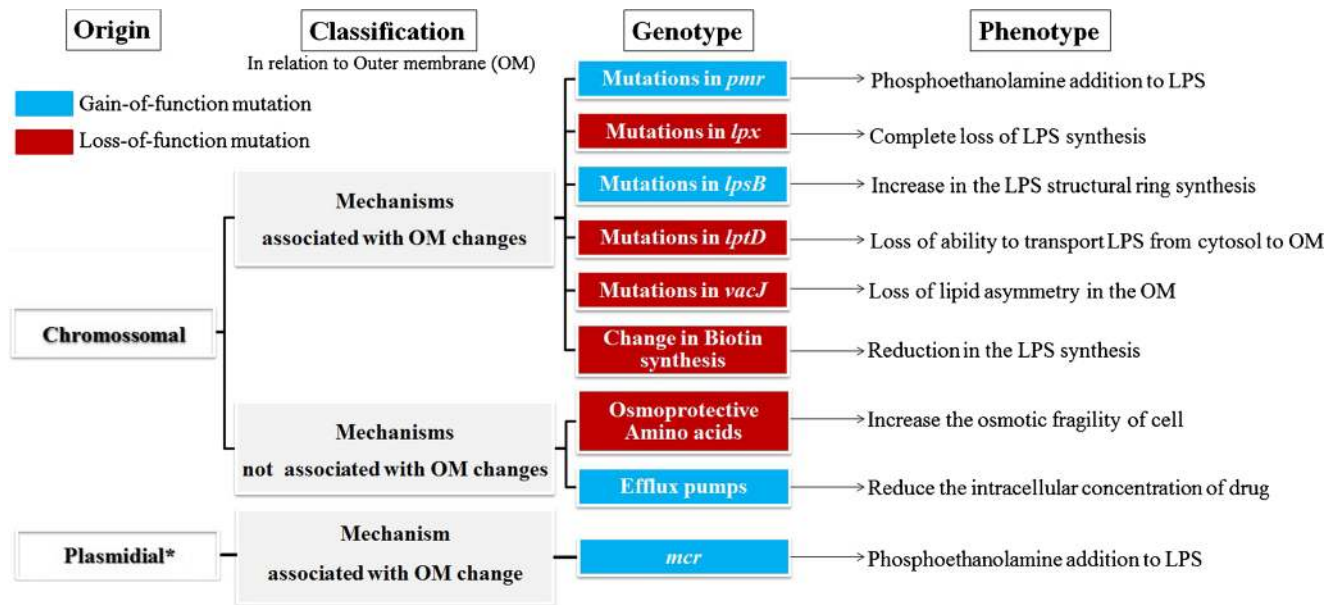 Origin
Classification
In relation to Outer membrane (OM)
Genotype
Phenotype
Gain-of-function mutation
Loss-of-function mutation
Chromossomal
Mechanisms
associated with OM changes
Mutations in pmr
Phosphoethanolamine addition to LPS
Mutations in lpx
Complete loss of LPS synthesis
Mutations in lpsB
Increase in the LPS structural ring synthesis
Mutations in lptD
Loss of ability to transport LPS from cytosol to OM
Mutations in vacJ
Loss of lipid asymmetry in the OM
Change in Biotin
synthesis
Reduction in the LPS synthesis
Mechanisms
not associated with OM changes
Osmoprotective
Amino acids
Increase the osmotic fragility of cell
Efflux pumps
Reduce the intracellular concentration of drug
Plasmidial*
Mechanism
associated with OM change
mcr
Phosphoethanolamine addition to LPS